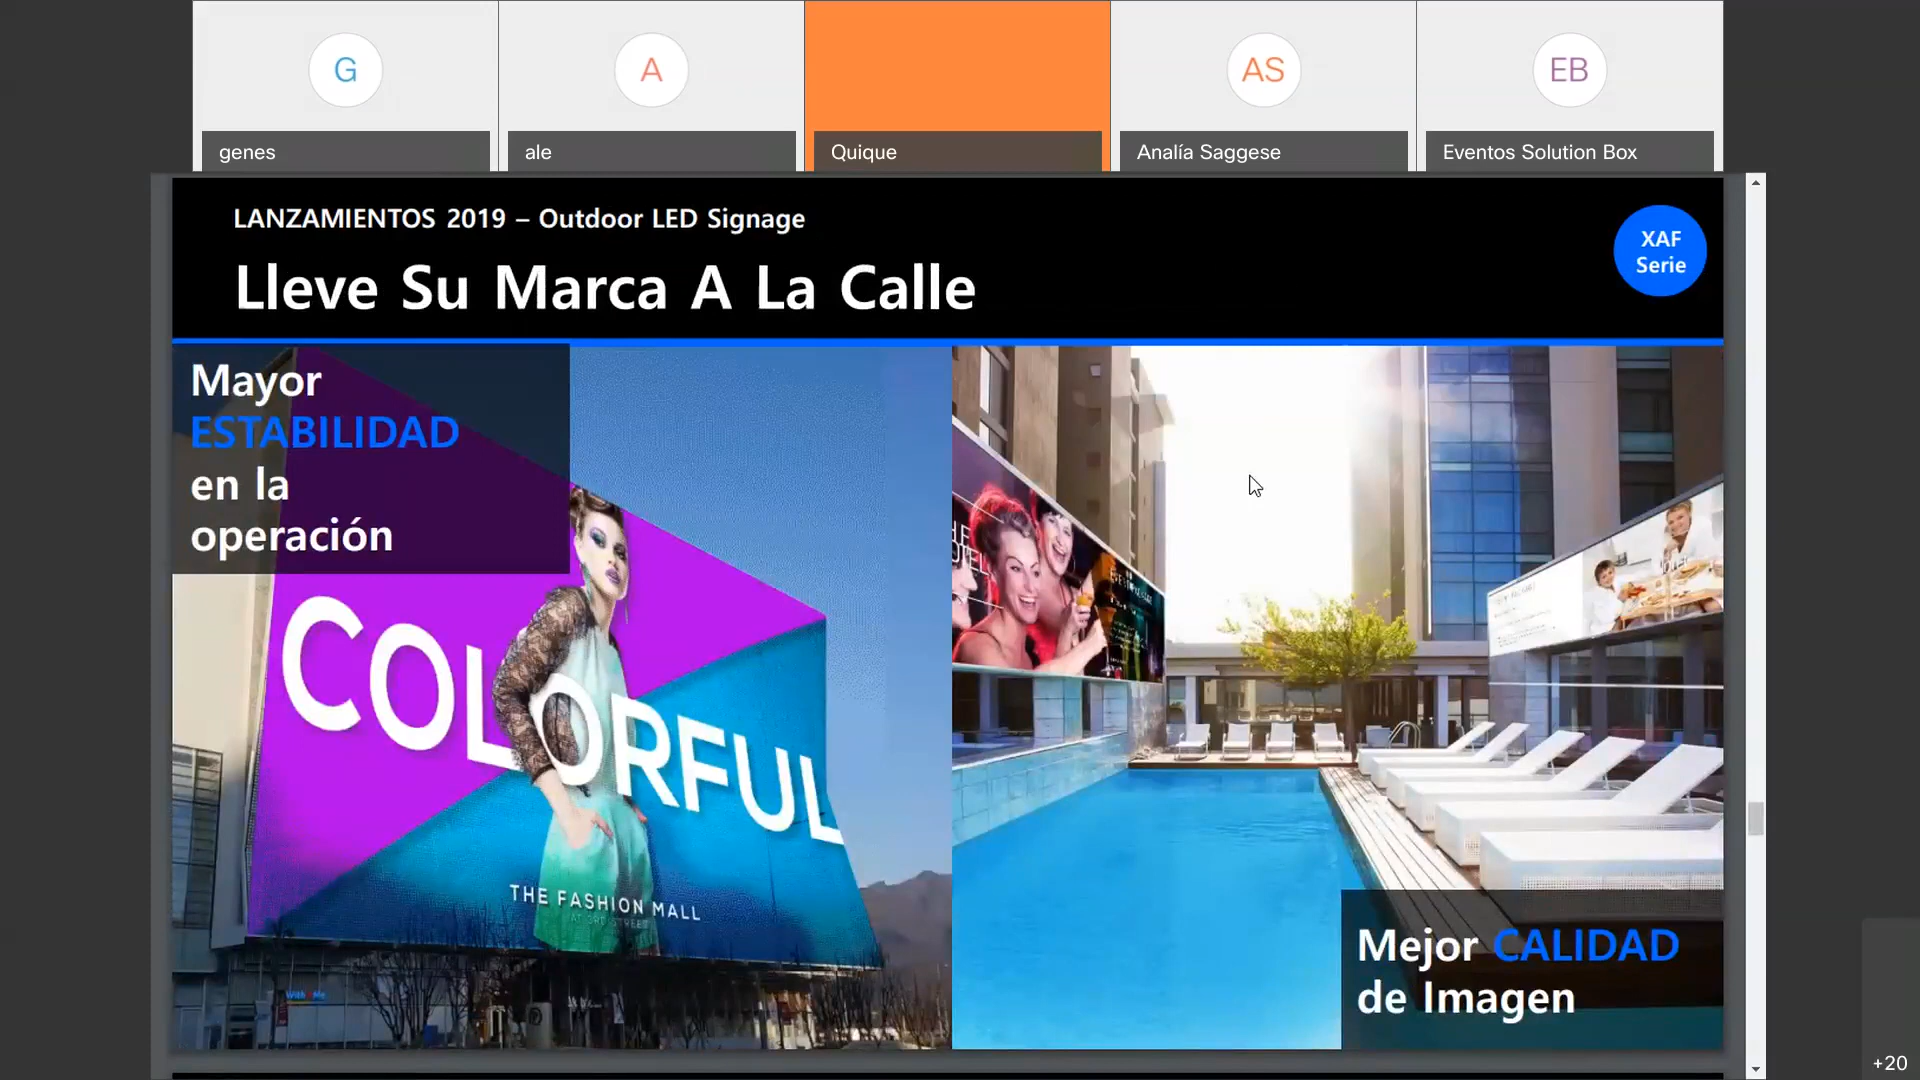 G
A
AS
EB
genes
ale
Quique
Analía Saggese
Eventos Solution Box
LANZAMIENTOS 2019 – Outdoor LED Signage
Lleve Su Marca A La Calle
XAF
Serie
Mayor
ESTABILIDAD
en la
operación
COLORFUL
THE FASHION MALL
Mejor CALIDAD
de Imagen
+20